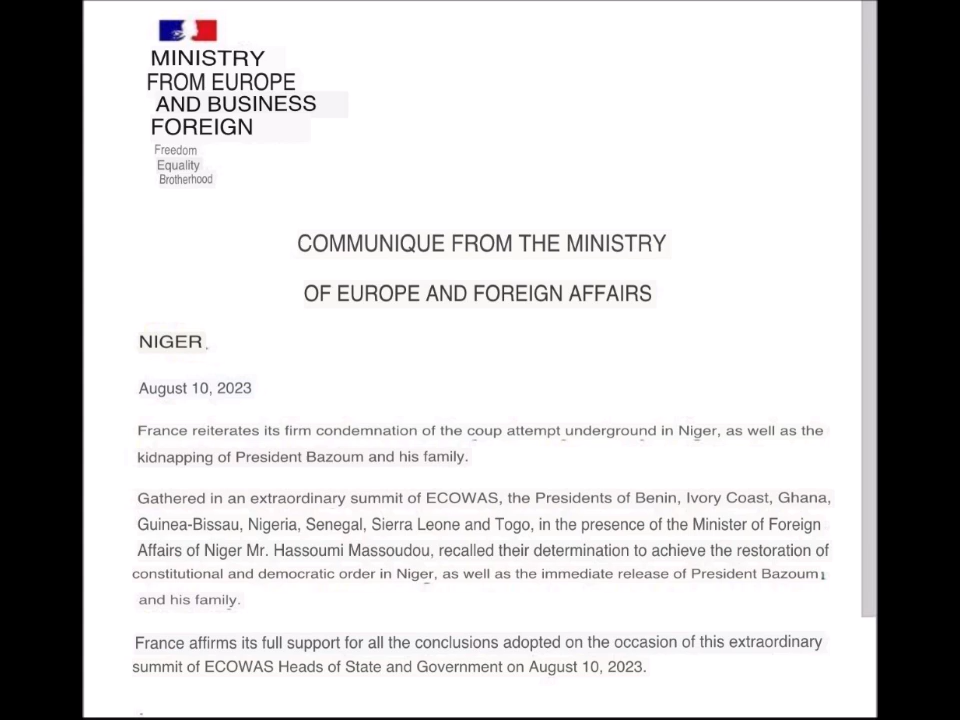 MINISTRY
FROM EUROPE
AND BUSINESS
FOREIGN
Freedom
Equality
Brotherhood
COMMUNIQUE FROM THE MINISTRY
OF EUROPE AND FOREIGN AFFAIRS
NIGER.
August 10, 2023
France reiterates its firm condemnation of the coup attempt underground in Niger, as well as the
kidnapping of President Bazoum and his family.
Gathered in an extraordinary summit of ECOWAS, the Presidents of Benin, Ivory Coast, Ghana,
Guinea-Bissau, Nigeria, Senegal, Sierra Leone and Togo, in the presence of the Minister of Foreign
Affairs of Niger Mr. Hassoumi Massoudou, recalled their determination to achieve the restoration of
constitutional and democratic order in Niger, as well as the immediate release of President Bazoum
and his family.
France affirms its full support for all the conclusions adopted on the occasion of this extraordinary
summit of ECOWAS Heads of State and Government on August 10, 2023.